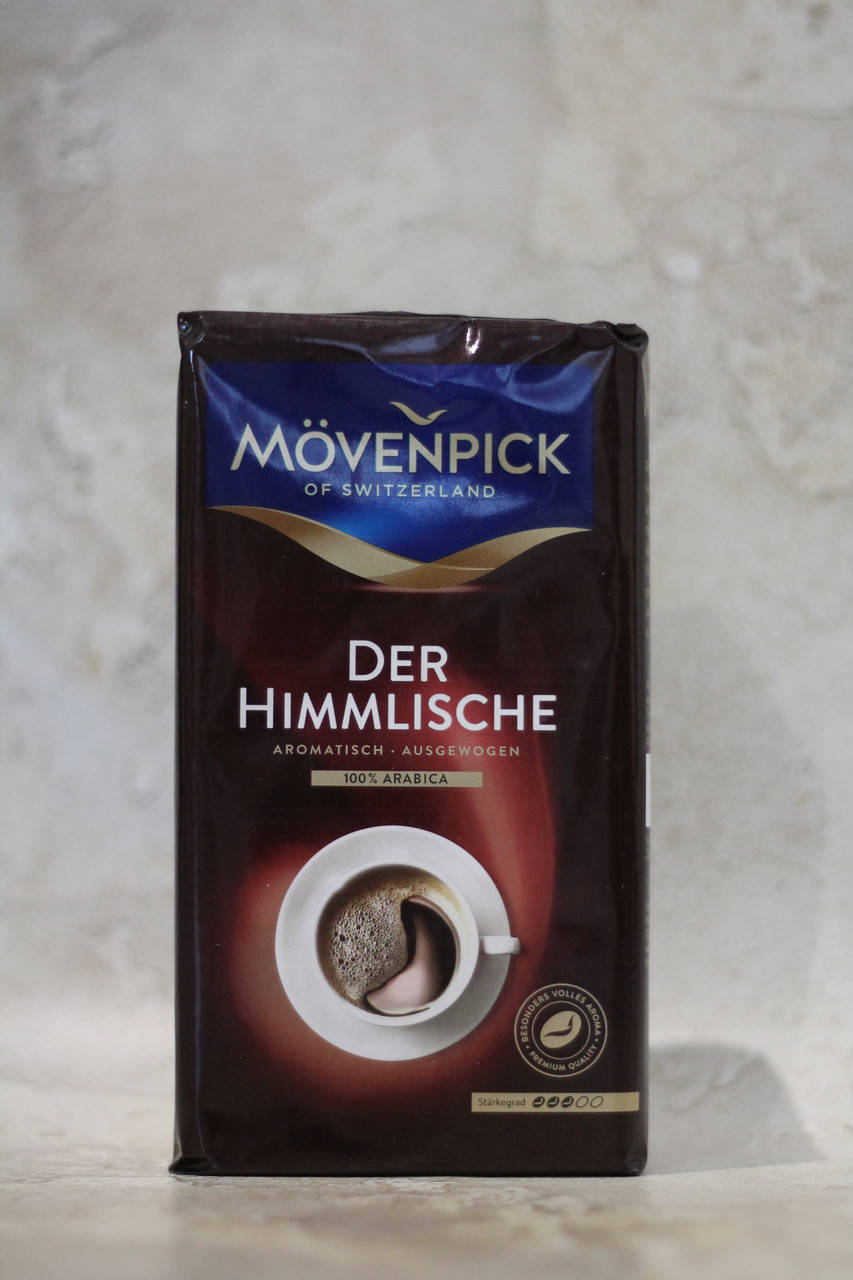 MÖVENPICK
OF SWITZERLAND
DER
HIMMLISCHE
AROMATISCH · AUSGEWOGEN
100% ARABICA
BESONDERS VOLLES AROMA
• PREMIUM QUALITY •
Stärkegrad